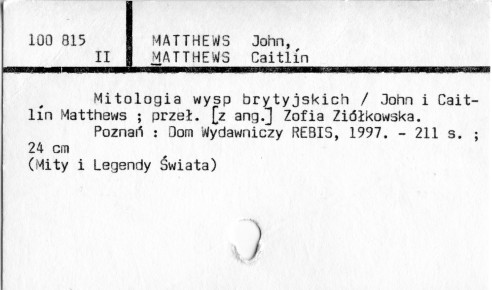 100 815 MATTHEWS John,
II MATTHEWS Caitlín
Mitologia wysp brytyjskich / John i Cait-
lín Matthews ; przeł. [z ang.] Zofia Ziółkowska.
Poznań : Dom Wydawniczy REBIS, 1997. - 211 s. ;
24 cm
(Mity i Legendy Świata)